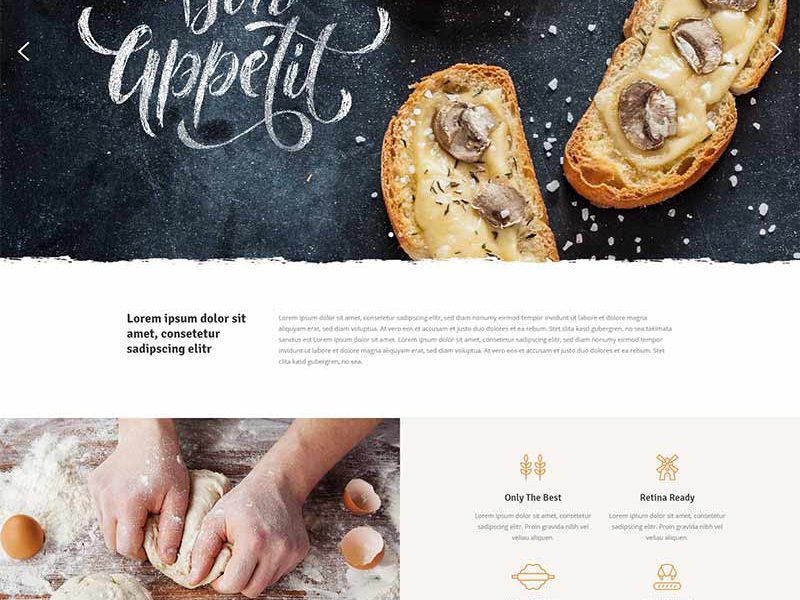 Bon
Appétit
Lorem ipsum dolor sit
amet, consetetur
sadipscing elitr
Lorem ipsum dolor sit amet, consetetur sadipscing elitr, sed diam nonumy eirmod tempor invidunt ut labore et dolore magna
aliquyam erat, sed diam voluptua. At vero eos et accusam et justo duo dolores et ea rebum. Stet clita kasd gubergren, no sea takimata
sanctus est Lorem ipsum dolor sit amet. Lorem ipsum dolor sit amet, consetetur sadipscing elitr, sed diam nonumy eirmod tempor
invidunt ut labore et dolore magna aliquyam erat, sed diam voluptua. At vero eos et accusam et justo duo dolores et ea rebum. Stet
clita kasd gubergren, no sea.
Only The Best
Lorem ipsum dolor sit amet, consectetuer
sadipscing elitr. Proin gravida nibh vel
veliau aliquen.
Retina Ready
Lorem ipsum dolor sit amet, consectetuer
sadipscing elitr. Proin gravida nibh vel
veliau aliquen.